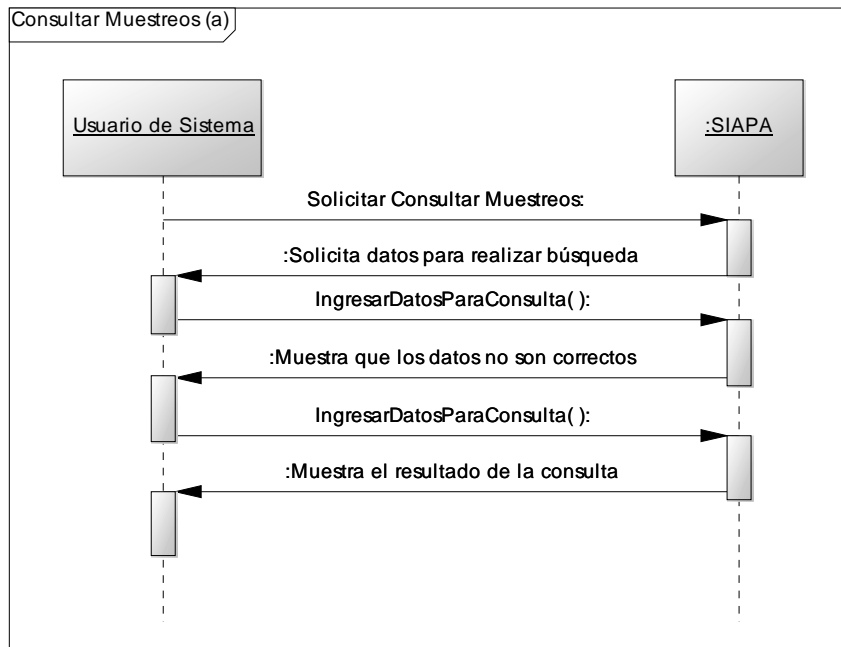 Consultar Muestreos (a)
Usuario de Sistema
:SIAPA
Solicitar Consultar Muestreos:
:Solicita datos para realizar búsqueda
IngresarDatosParaConsulta( ):
:Muestra que los datos no son correctos
IngresarDatosParaConsulta( ):
:Muestra el resultado de la consulta